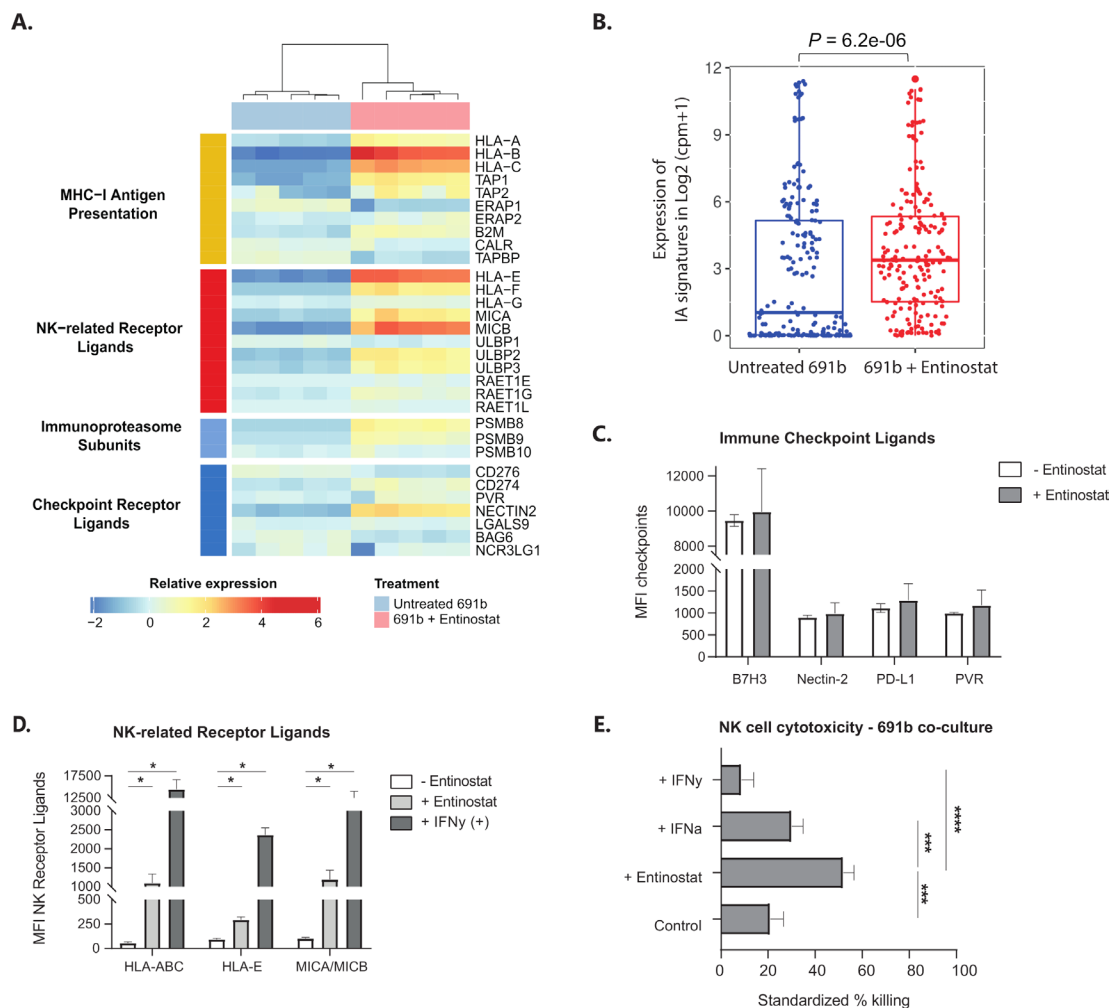 A.
MHC−I Antigen
Presentation
HLA−A
HLA−B
HLA−C
TAP1
TAP2
ERAP1
ERAP2
B2M
CALR
TAPBP
NK−related Receptor
Ligands
HLA−E
HLA−F
HLA−G
MICA
MICB
ULBP1
ULBP2
ULBP3
RAET1E
RAET1G
RAET1L
Immunoproteasome
Subunits
PSMB8
PSMB9
PSMB10
Checkpoint Receptor
Ligands
CD276
CD274
PVR
NECTIN2
LGALS9
BAG6
NCR3LG1
Relative expression
−2 0 2 4 6
Treatment
Untreated 691b
691b + Entinostat
B.
P = 6.2e-06
Expression of
IA signatures in Log2 (cpm+1)
12
9
6
3
0
Untreated 691b 691b + Entinostat
C.
Immune Checkpoint Ligands
MFI checkpoints
12000
10000
8000
2000
1500
1000
500
0
B7H3 Nectin-2 PD-L1 PVR
- Entinostat
+ Entinostat
D.
NK-related Receptor Ligands
MFI NK Receptor Ligands
17500
12500
3000
2500
2000
1500
1000
500
250
0
* *
* *
* *
HLA-ABC HLA-E MICA/MICB
- Entinostat
+ Entinostat
+ IFNy (+)
E.
NK cell cytotoxicity - 691b co-culture
+ IFNy
+ IFNa
+ Entinostat
Control
****
***
***
0 20 40 60 80 100
Standardized % killing